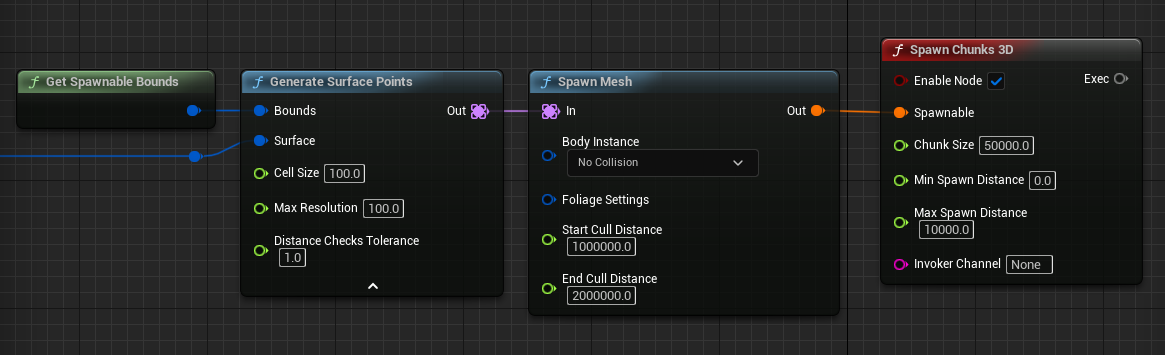 Get Spawnable Bounds
f Generate Surface Points
Bounds
Out
Surface
Cell Size 100.0
Max Resolution 100.0
Distance Checks Tolerance
1.0
f Spawn Mesh
In
Out
Body Instance
No Collision
Foliage Settings
Start Cull Distance
1000000.0
End Cull Distance
2000000.0
f Spawn Chunks 3D
Enable Node
Exec
Spawnable
Chunk Size 50000.0
Min Spawn Distance 0.0
Max Spawn Distance
10000.0
Invoker Channel None